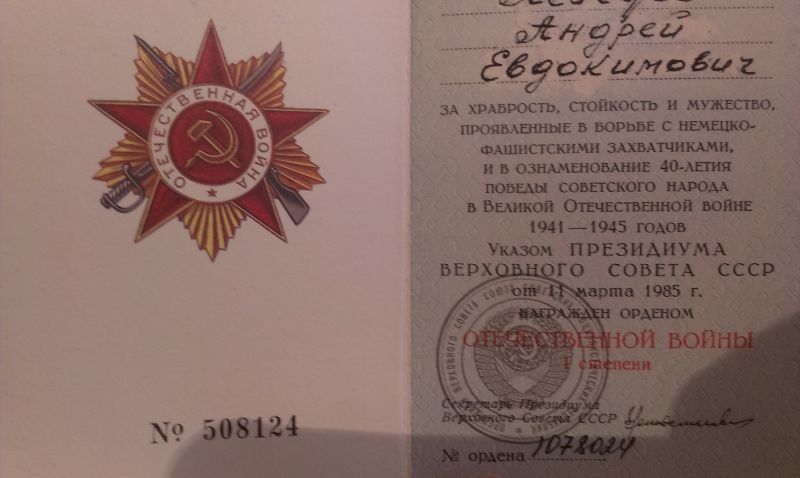 ОТЕЧЕСТВЕННАЯ ВОЙНА
№ 508124
Андрей
Евдокимович
ЗА ХРАБРОСТЬ, СТОЙКОСТЬ И МУЖЕСТВО,
ПРОЯВЛЕННЫЕ В БОРЬБЕ С НЕМЕЦКО-
ФАШИСТСКИМИ ЗАХВАТЧИКАМИ,
И В ОЗНАМЕНОВАНИЕ 40-ЛЕТИЯ
ПОБЕДЫ СОВЕТСКОГО НАРОДА
В ВЕЛИКОЙ ОТЕЧЕСТВЕННОЙ ВОЙНЕ
1941—1945 ГОДОВ
УКАЗОМ ПРЕЗИДИУМА
ВЕРХОВНОГО СОВЕТА СССР
от 11 марта 1985 г.
НАГРАЖДЕН ОРДЕНОМ
ОТЕЧЕСТВЕННОЙ ВОЙНЫ
I степени
Секретарь Президиума
Верховного Совета СССР
№ ордена 1078024